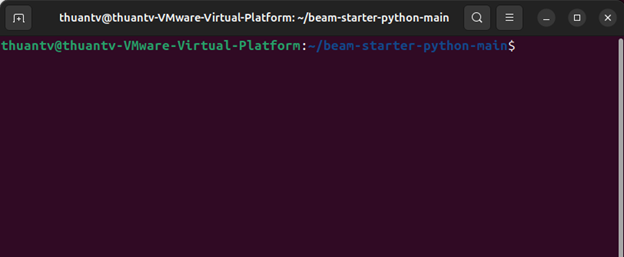 thuantv@thuantv-VMware-Virtual-Platform: ~/beam-starter-python-main
thuantv@thuantv-VMware-Virtual-Platform:~/beam-starter-python-main$